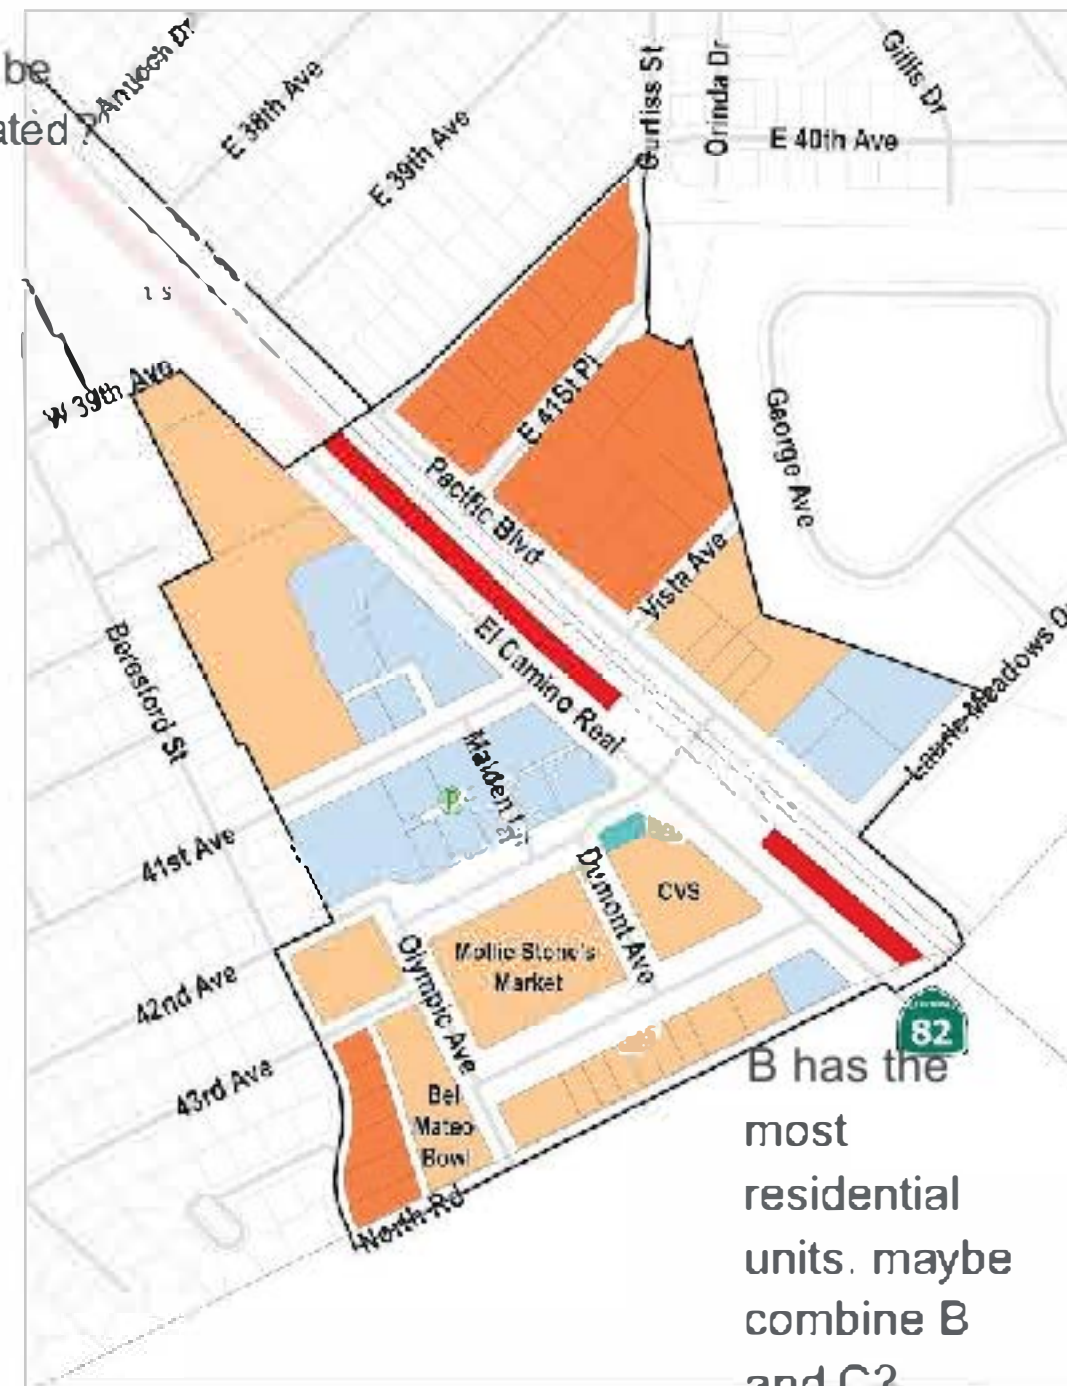 be
Antioch Dr
E 38th Ave
E 39th Ave
Curtiss St
Orinda Dr
Gillis Dr
E 40th Ave
W 39th Ave
E 41St Pl
George Ave
Pacific Blvd
Vista Ave
El Camino Real
Beresford St
Laurie Meadows
Maiden
41st Ave
Dumont Ave
CVS
Mollie Stone's
Market
Olympic Ave
42nd Ave
43rd Ave
82
Bel
Mateo
Bowl
North Rd
B has the
most
residential
units. maybe
combine B
and C?